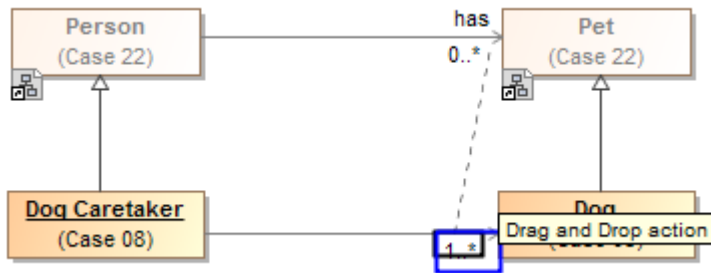 Person
(Case 22)
has
0..*
Pet
(Case 22)
Dog Caretaker
(Case 08)
1..*
Dog
Drag and Drop action